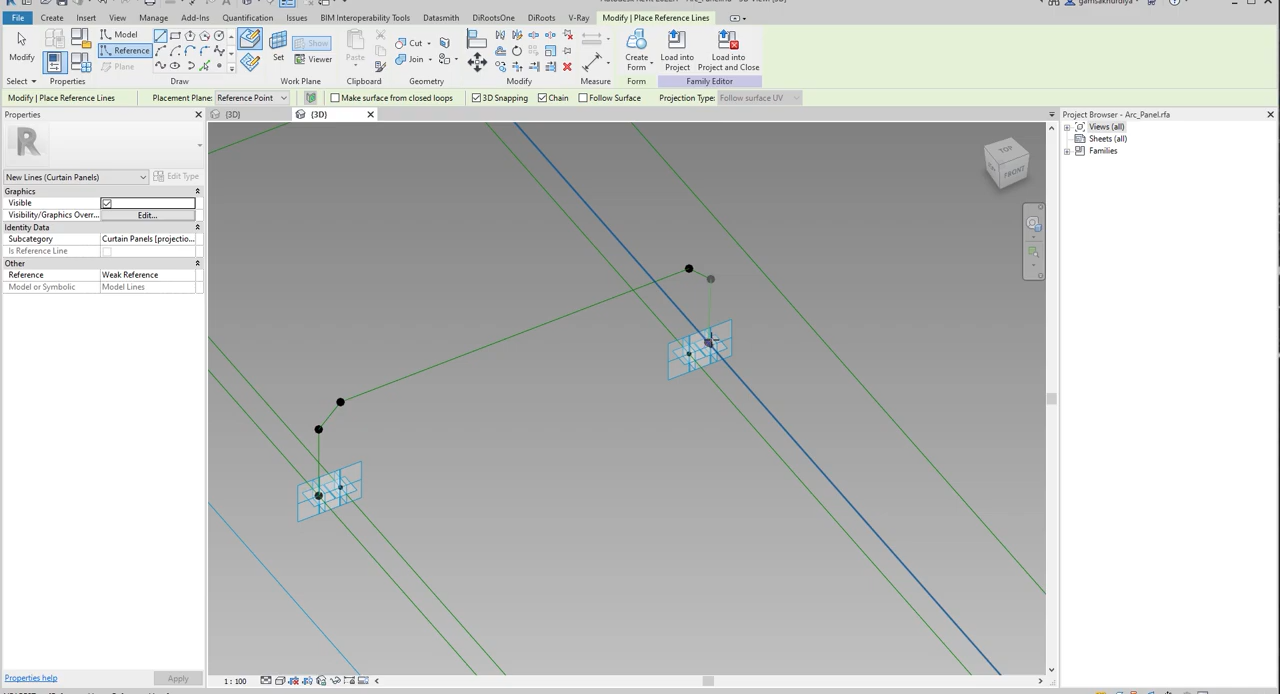 File Create Insert View Manage Add-Ins Quantification Issues BIM Interoperability Tools Datasmith DiRootsOne DiRoots V-Ray Modify | Place Reference Lines
Modify
Model
Reference
Plane
Set
Show
Viewer
Paste
Cut
Join
Create Form
Load into Project
Load into Project and Close
Select Properties Draw Work Plane Clipboard Geometry Modify Measure Form Family Editor
Modify | Place Reference Lines Placement Plane: Reference Point Make surface from closed loops 3D Snapping Chain Follow Surface Projection Type: Follow surface UV
Properties
{3D}
{3D}
Project Browser - Arc_Panel.rfa
Views (all)
Sheets (all)
Families
R
New Lines (Curtain Panels) Edit Type
Graphics
Visible
Visibility/Graphics Overr... Edit...
Identity Data
Subcategory Curtain Panels [projectio...
Is Reference Line
Other
Reference Weak Reference
Model or Symbolic Model Lines
TOP
FRONT
Properties help Apply
1 : 100